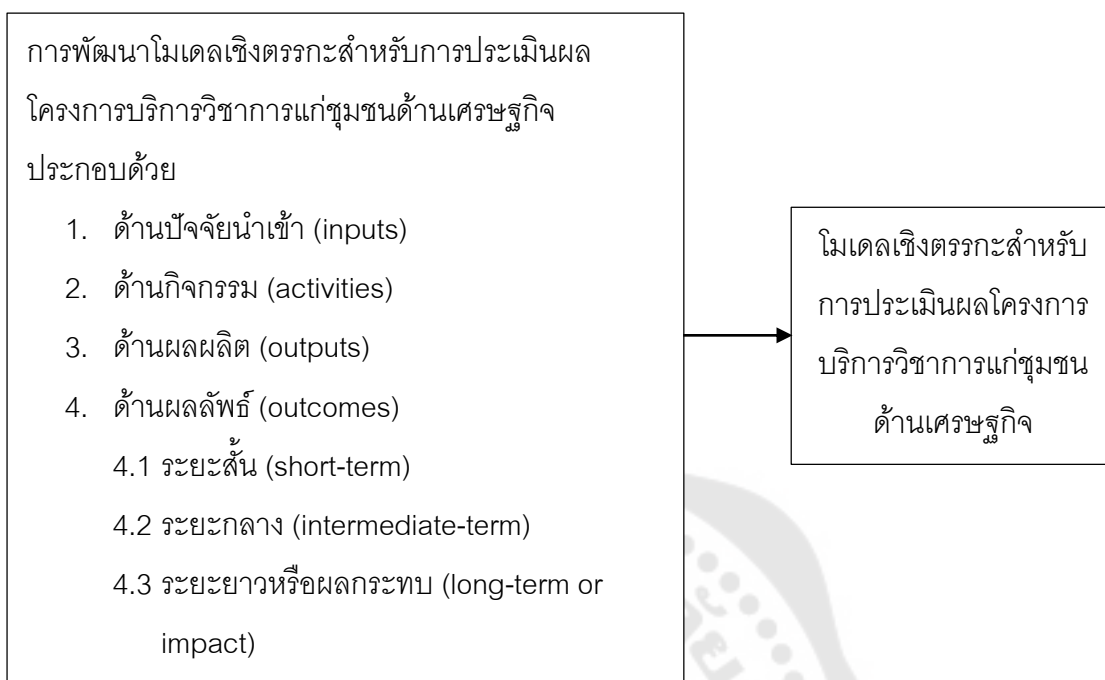 การพัฒนาโมเดลเชิงตรรกะสำหรับการประเมินผล
โครงการบริการวิชาการแก่ชุมชนด้านเศรษฐกิจ
ประกอบด้วย
1. ด้านปัจจัยนำเข้า (inputs)
2. ด้านกิจกรรม (activities)
3. ด้านผลผลิต (outputs)
4. ด้านผลลัพธ์ (outcomes)
4.1 ระยะสั้น (short-term)
4.2 ระยะกลาง (intermediate-term)
4.3 ระยะยาวหรือผลกระทบ (long-term or
impact)
โมเดลเชิงตรรกะสำหรับ
การประเมินผลโครงการ
บริการวิชาการแก่ชุมชน
ด้านเศรษฐกิจ